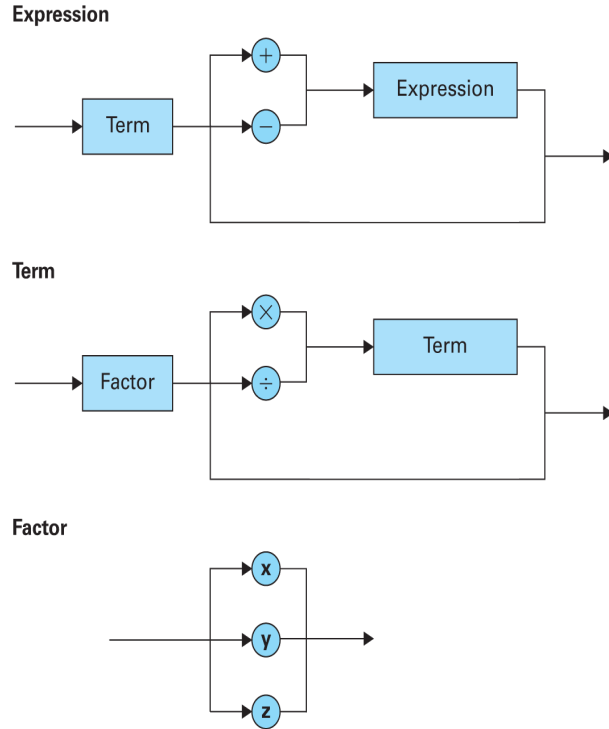 Expression
+
Expression
Term
−
Term
×
Term
Factor
÷
Factor
x
y
z